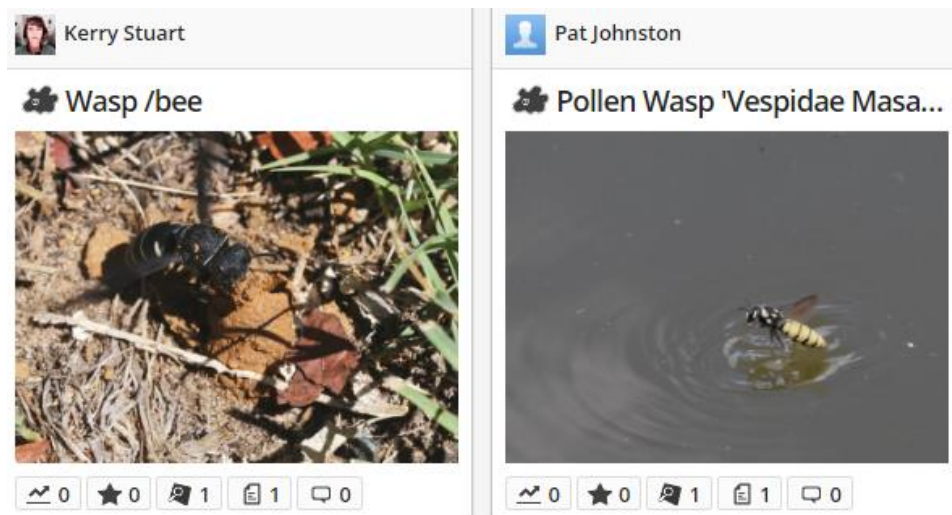 Kerry Stuart
Wasp /bee
0 0 1 1 0
Pat Johnston
Pollen Wasp 'Vespidae Masa...
0 0 1 1 0